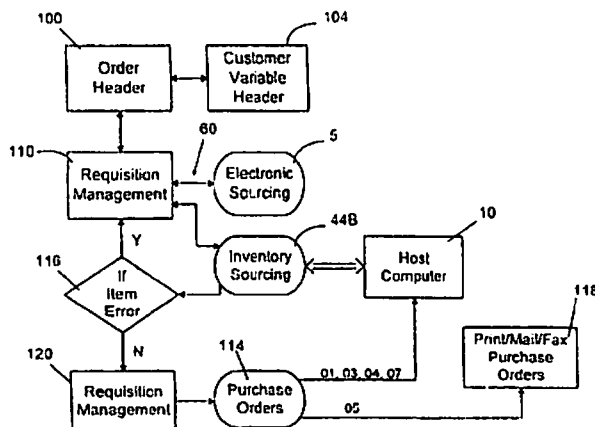 100
104
Order
Header
Customer
Variable
Header
110
60
5
Requisition
Management
Electronic
Sourcing
44B
10
Y
116
If
Item
Error
Inventory
Sourcing
Host
Computer
118
Print/Mail/Fax
Purchase
Orders
N
120
114
01, 03, 04, 07
Requisition
Management
Purchase
Orders
05